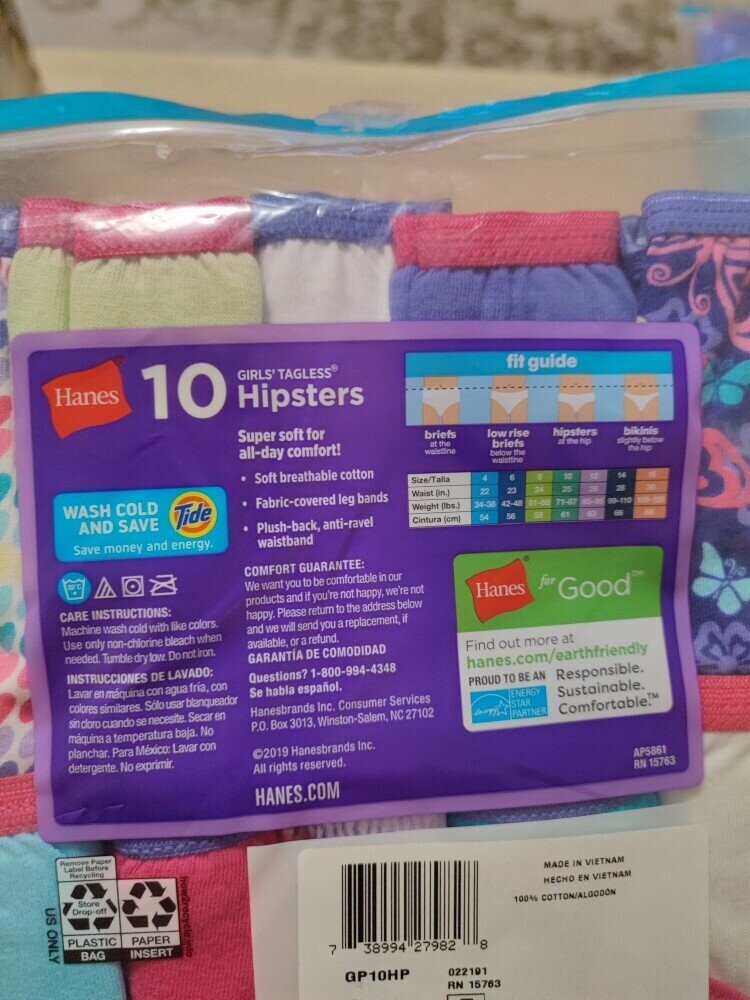 Hanes
10
GIRLS' TAGLESS®
Hipsters
Super soft for
all-day comfort!
• Soft breathable cotton
• Fabric-covered leg bands
• Plush-back, anti-ravel
waistband
fit guide
briefs
at the
waistline
low rise
briefs
below the
waistline
hipsters
at the hip
bikinis
slightly below
the hip
Size/Talla 4 6 8 10 12 14 16
Waist (in.) 22 23 24 25 26 28 30
Weight (lbs.) 34-38 42-48 51-68 71-82 98-110
Cintura (cm) 54 56 58 61
WASH COLD
AND SAVE
Tide
Save money and energy.
CARE INSTRUCTIONS:
Machine wash cold with like colors.
Use only non-chlorine bleach when
needed. Tumble dry low. Do not iron.
INSTRUCCIONES DE LAVADO:
Lavar en máquina con agua fría, con
colores similares. Sólo usar blanqueador
sin cloro cuando se necesite. Secar en
máquina a temperatura baja. No
planchar. Para México: Lavar con
detergente. No exprimir.
COMFORT GUARANTEE:
We want you to be comfortable in our
products and if you're not happy, we're not
happy. Please return to the address below
and we will send you a replacement, if
available, or a refund.
GARANTÍA DE COMODIDAD
Questions? 1-800-994-4348
Se habla español.
Hanesbrands Inc. Consumer Services
P.O. Box 3013, Winston-Salem, NC 27102
©2019 Hanesbrands Inc.
All rights reserved.
HANES.COM
Hanes for Good™
Find out more at
hanes.com/earthfriendly
PROUD TO BE AN
ENERGY
STAR
PARTNER
Responsible.
Sustainable.
Comfortable.™
AP5861
RN 15763
Remove Paper
Label Before
Recycling
Store
Drop-off
PLASTIC
BAG
PAPER
INSERT
US ONLY
how2recycle.info
MADE IN VIETNAM
HECHO EN VIETNAM
100% COTTON/ALGODÓN
7 38994 27982 8
GP10HP
022191
RN 15763